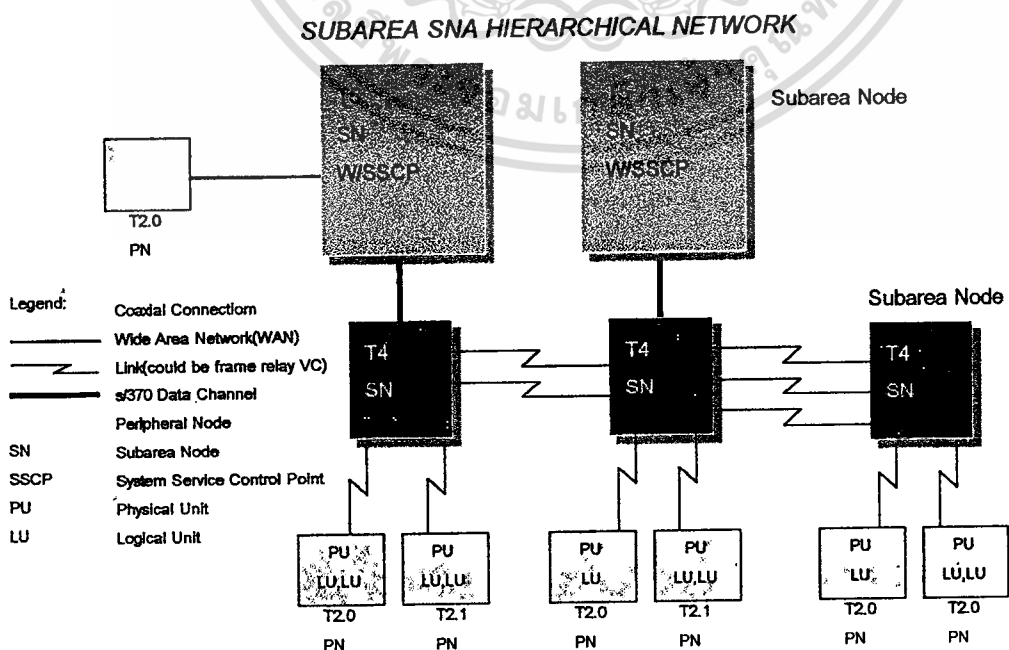 SUBAREA SNA HIERARCHICAL NETWORK
Subarea Node
SN
W/SSCP
SN
W/SSCP
T2.0
PN
Legend:
Coaxial Connectiom
Wide Area Network(WAN)
Link(could be frame relay VC)
s/370 Data Channel
Peripheral Node
SN Subarea Node
SSCP System Service Control Point
PU Physical Unit
LU Logical Unit
Subarea Node
T4
SN
T4
SN
T4
SN
PU
LU,LU
T2.0
PN
PU
LU,LU
T2.1
PN
PU
LU
T2.0
PN
PU
LU,LU
T2.1
PN
PU
LU
T2.0
PN
PU
LU,LU
T2.0
PN